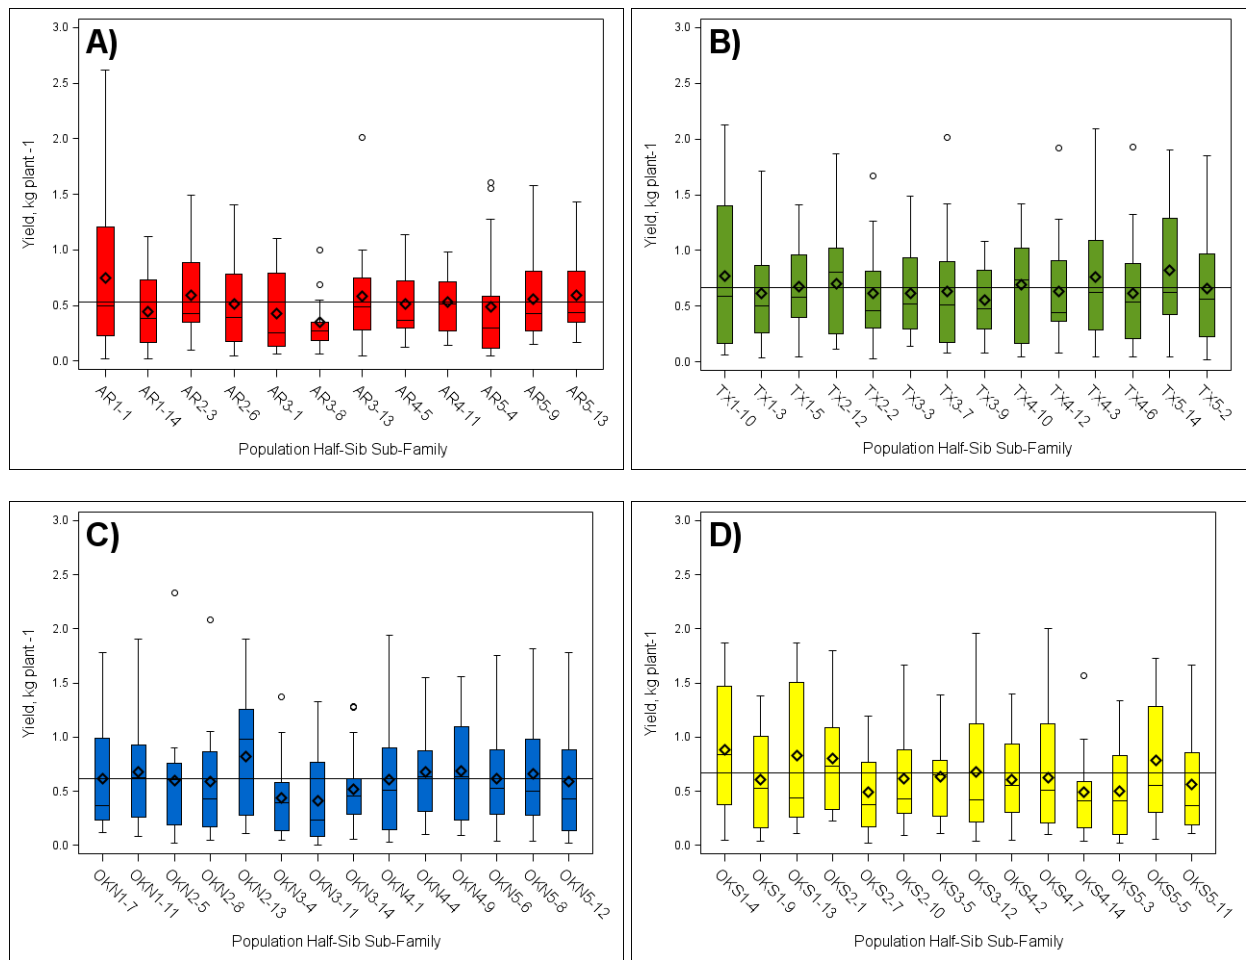 A)
Yield, kg plant -1
3.0
2.5
2.0
1.5
1.0
0.5
0.0
AR1-1
AR1-14
AR2-3
AR2-6
AR3-1
AR3-8
AR3-13
AR4-5
AR4-11
AR5-4
AR5-9
AR5-13
Population Half-Sib Sub-Family
B)
Yield, kg plant-1
3.0
2.5
2.0
1.5
1.0
0.5
0.0
TX1-10
TX1-3
TX1-5
TX2-12
TX2-2
TX3-3
TX3-7
TX3-9
TX4-10
TX4-12
TX4-3
TX4-6
TX5-14
TX5-2
Population Half-Sib Sub-Family
C)
Yield, kg plant -1
3.0
2.5
2.0
1.5
1.0
0.5
0.0
OKN1-7
OKN1-11
OKN2-5
OKN2-8
OKN2-13
OKN3-4
OKN3-11
OKN3-14
OKN4-1
OKN4-4
OKN4-9
OKN5-6
OKN5-8
OKN5-12
Population Half-Sib Sub-Family
D)
Yield, kg plant-1
3.0
2.5
2.0
1.5
1.0
0.5
0.0
OKS1-4
OKS1-9
OKS1-13
OKS2-1
OKS2-7
OKS2-10
OKS3-5
OKS3-12
OKS4-2
OKS4-7
OKS4-14
OKS5-3
OKS5-5
OKS5-11
Population Half-Sib Sub-Family